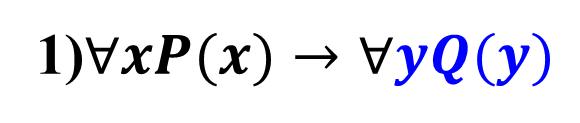 1)∀xP(x) → ∀yQ(y)